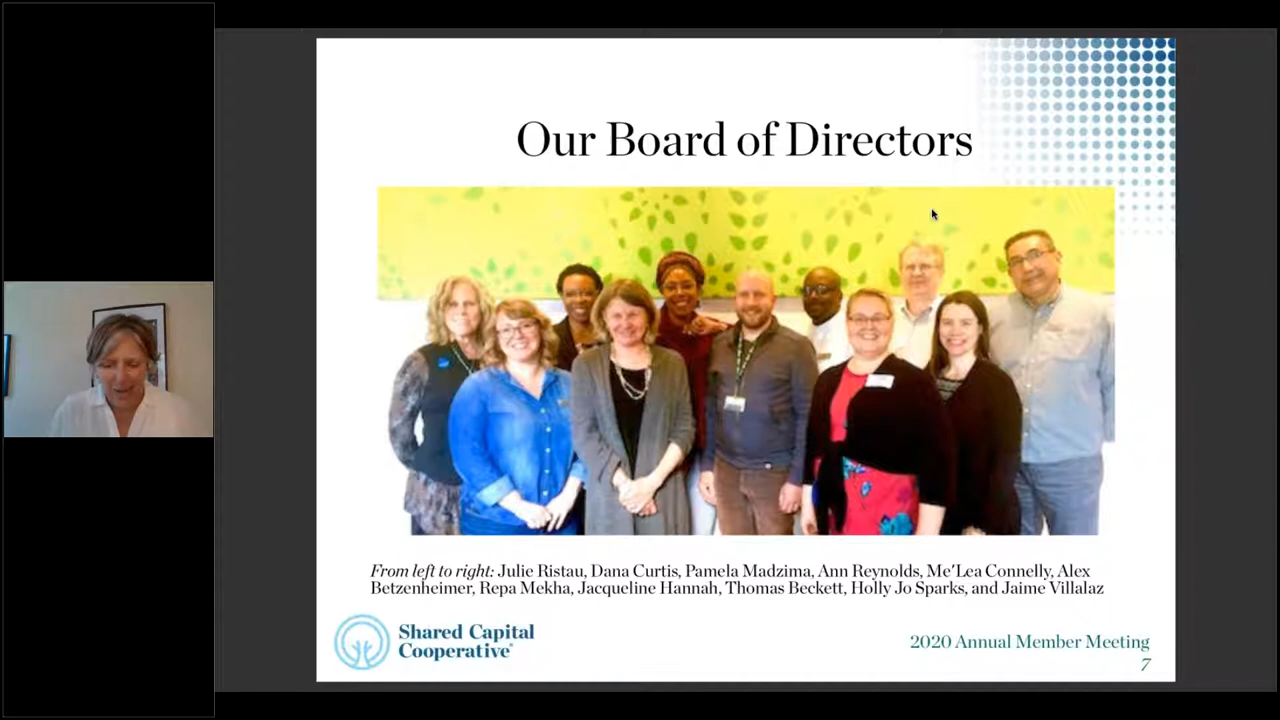 Our Board of Directors
From left to right: Julie Ristau, Dana Curtis, Pamela Madzima, Ann Reynolds, Me'Lea Connelly, Alex
Betzenheimer, Repa Mekha, Jacqueline Hannah, Thomas Beckett, Holly Jo Sparks, and Jaime Villalaz
Shared Capital
Cooperative
2020 Annual Member Meeting
7